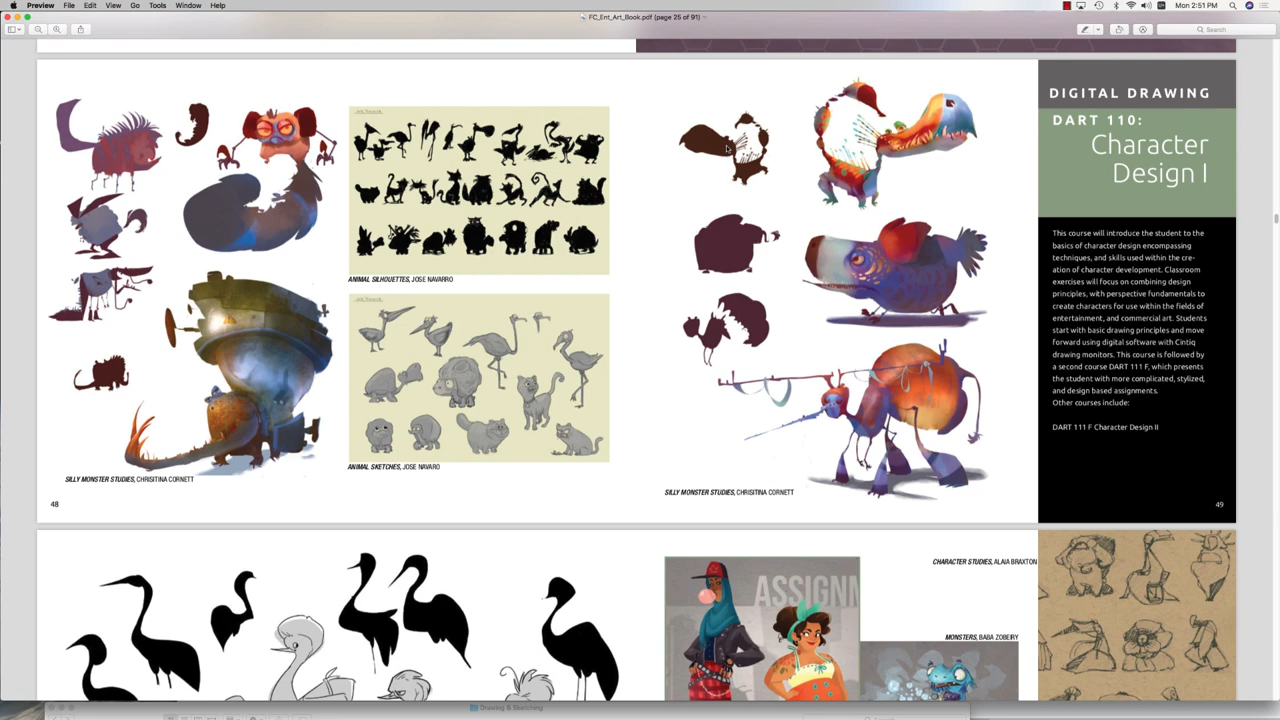 Preview File Edit View Go Tools Window Help
Mon 2:51 PM
FC_Ent_Art_Book.pdf (page 25 of 91)
Search
DIGITAL DRAWING
DART 110:
Character
Design I
This course will introduce the student to the
basics of character design encompassing
techniques, and skills used within the cre-
ation of character development. Classroom
exercises will focus on combining design
principles, with perspective fundamentals to
create characters for use within the fields of
entertainment, and commercial art. Students
start with basic drawing principles and move
forward using digital software with Cintiq
drawing monitors. This course is followed by
a second course DART 111 F, which presents
the student with more complicated, stylized,
and design based assignments.
Other courses include:
DART 111 F Character Design II
ANIMAL SILHOUETTES, JOSE NAVARRO
ANIMAL SKETCHES, JOSE NAVARO
SILLY MONSTER STUDIES, CHRISITINA CORNETT
SILLY MONSTER STUDIES, CHRISITINA CORNETT
48
49
ASSIGNM
CHARACTER STUDIES, ALAIA BRAXTON
MONSTERS, BABA ZOBEIRY
Drawing & Sketching